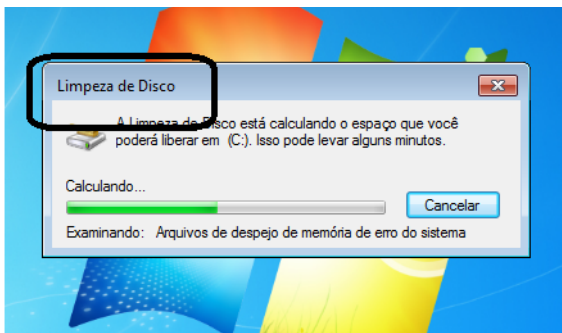 Limpeza de Disco
A Limpeza de Disco está calculando o espaço que você
poderá liberar em (C:). Isso pode levar alguns minutos.
Calculando...
Cancelar
Examinando: Arquivos de despejo de memória de erro do sistema